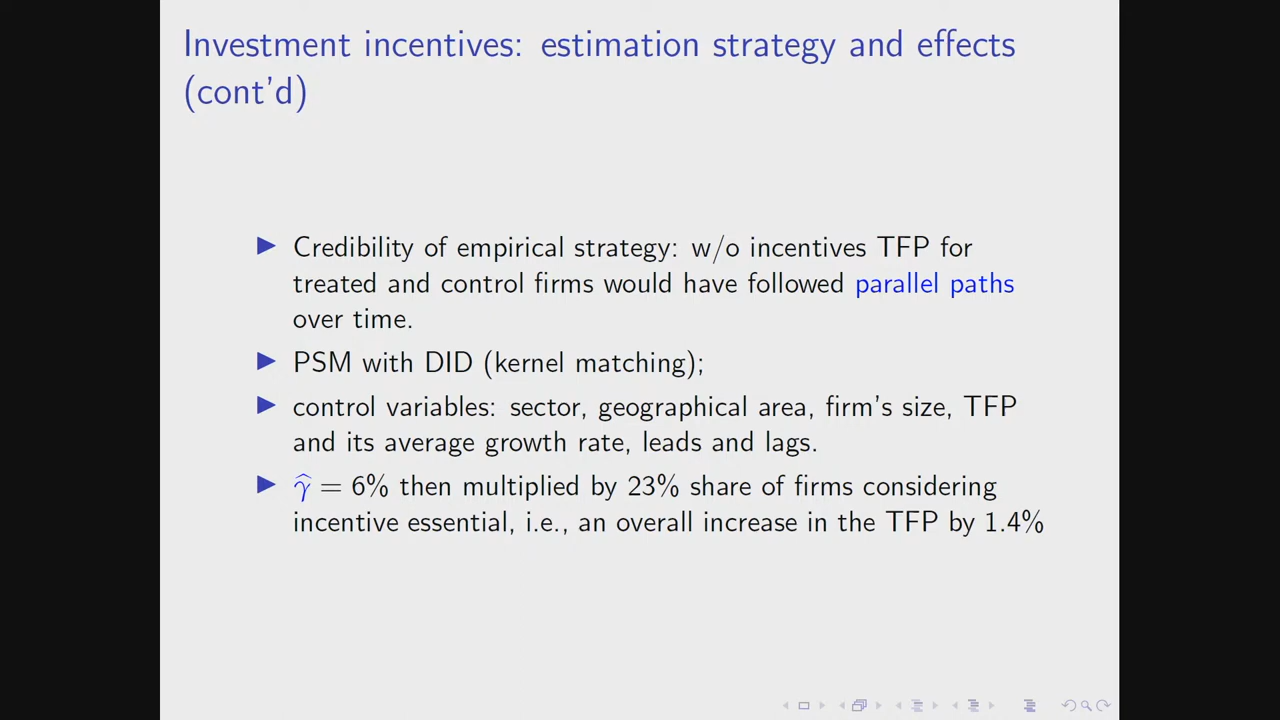 Investment incentives: estimation strategy and effects
(cont'd)
▶ Credibility of empirical strategy: w/o incentives TFP for
treated and control firms would have followed parallel paths
over time.
▶ PSM with DID (kernel matching);
▶ control variables: sector, geographical area, firm's size, TFP
and its average growth rate, leads and lags.
▶ γ̂ = 6% then multiplied by 23% share of firms considering
incentive essential, i.e., an overall increase in the TFP by 1.4%